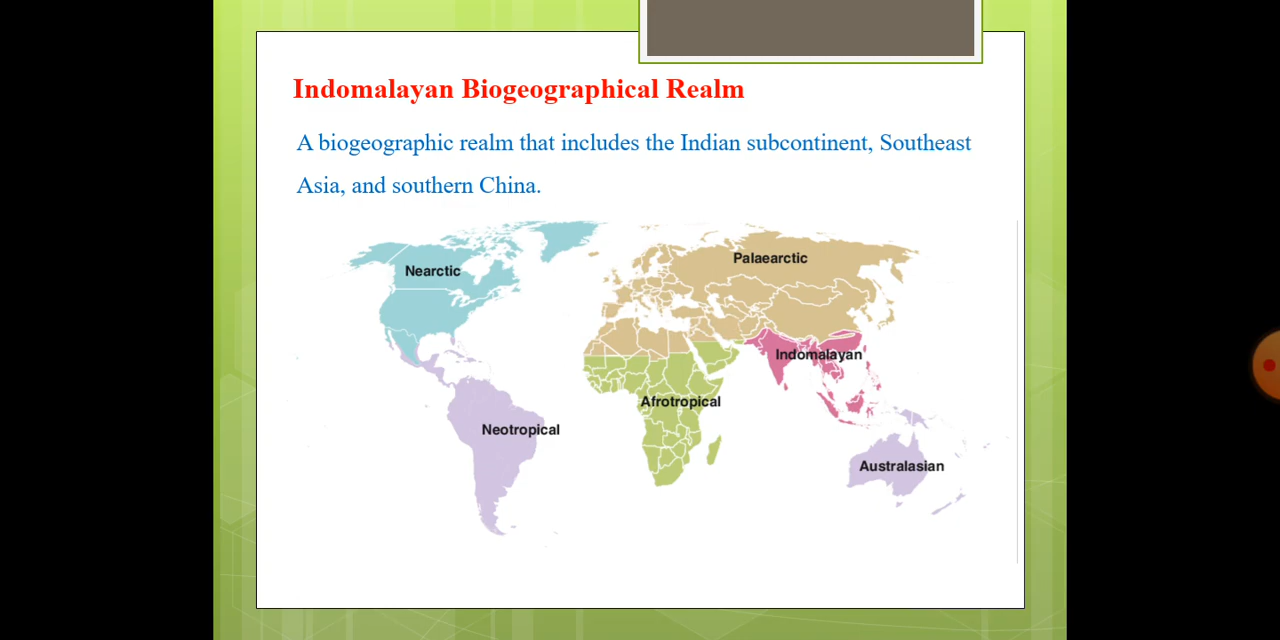 Indomalayan Biogeographical Realm
A biogeographic realm that includes the Indian subcontinent, Southeast
Asia, and southern China.
Nearctic
Palaearctic
Indomalayan
Afrotropical
Neotropical
Australasian